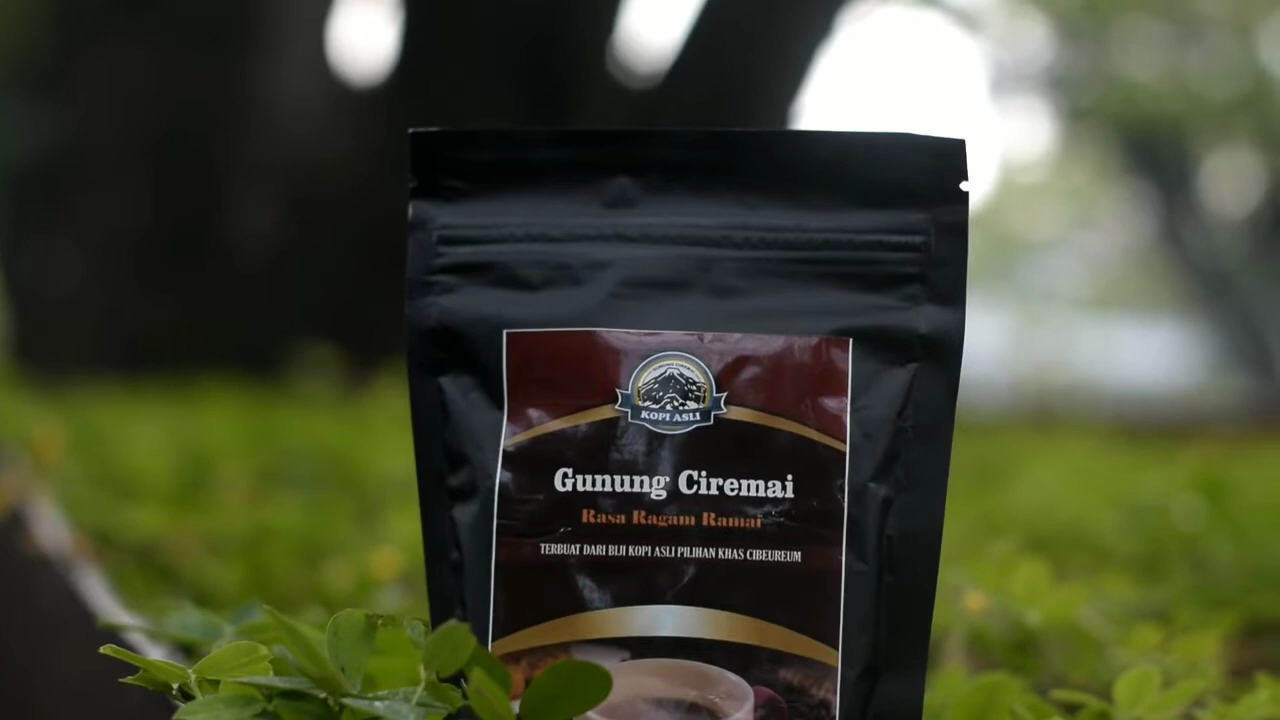 KOPI ASLI
Gunung Ciremai
Rasa Ragam Ramai
TERBUAT DARI BIJI KOPI ASLI PILIHAN KHAS CIBEUREUM